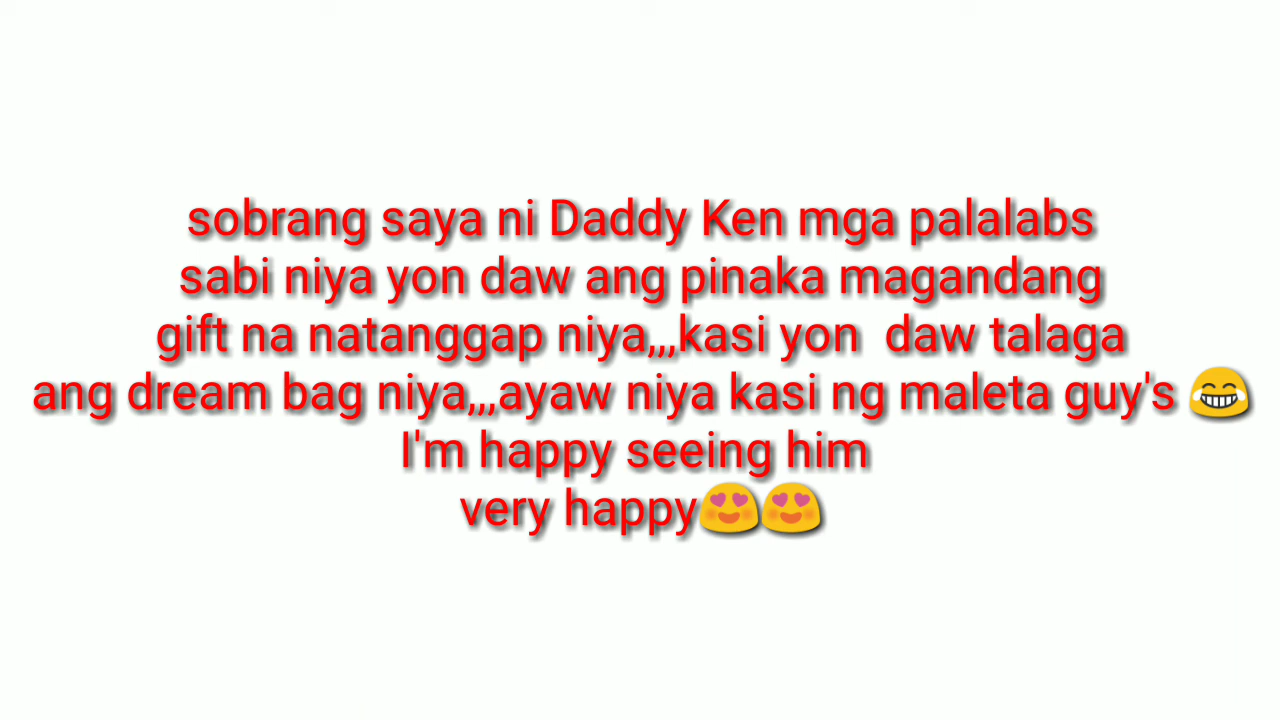 sobrang saya ni Daddy Ken mga palalabs
sabi niya yon daw ang pinaka magandang
gift na natanggap niya,,,kasi yon  daw talaga
ang dream bag niya,,,ayaw niya kasi ng maleta guy's 😂
I'm happy seeing him
very happy😍😍